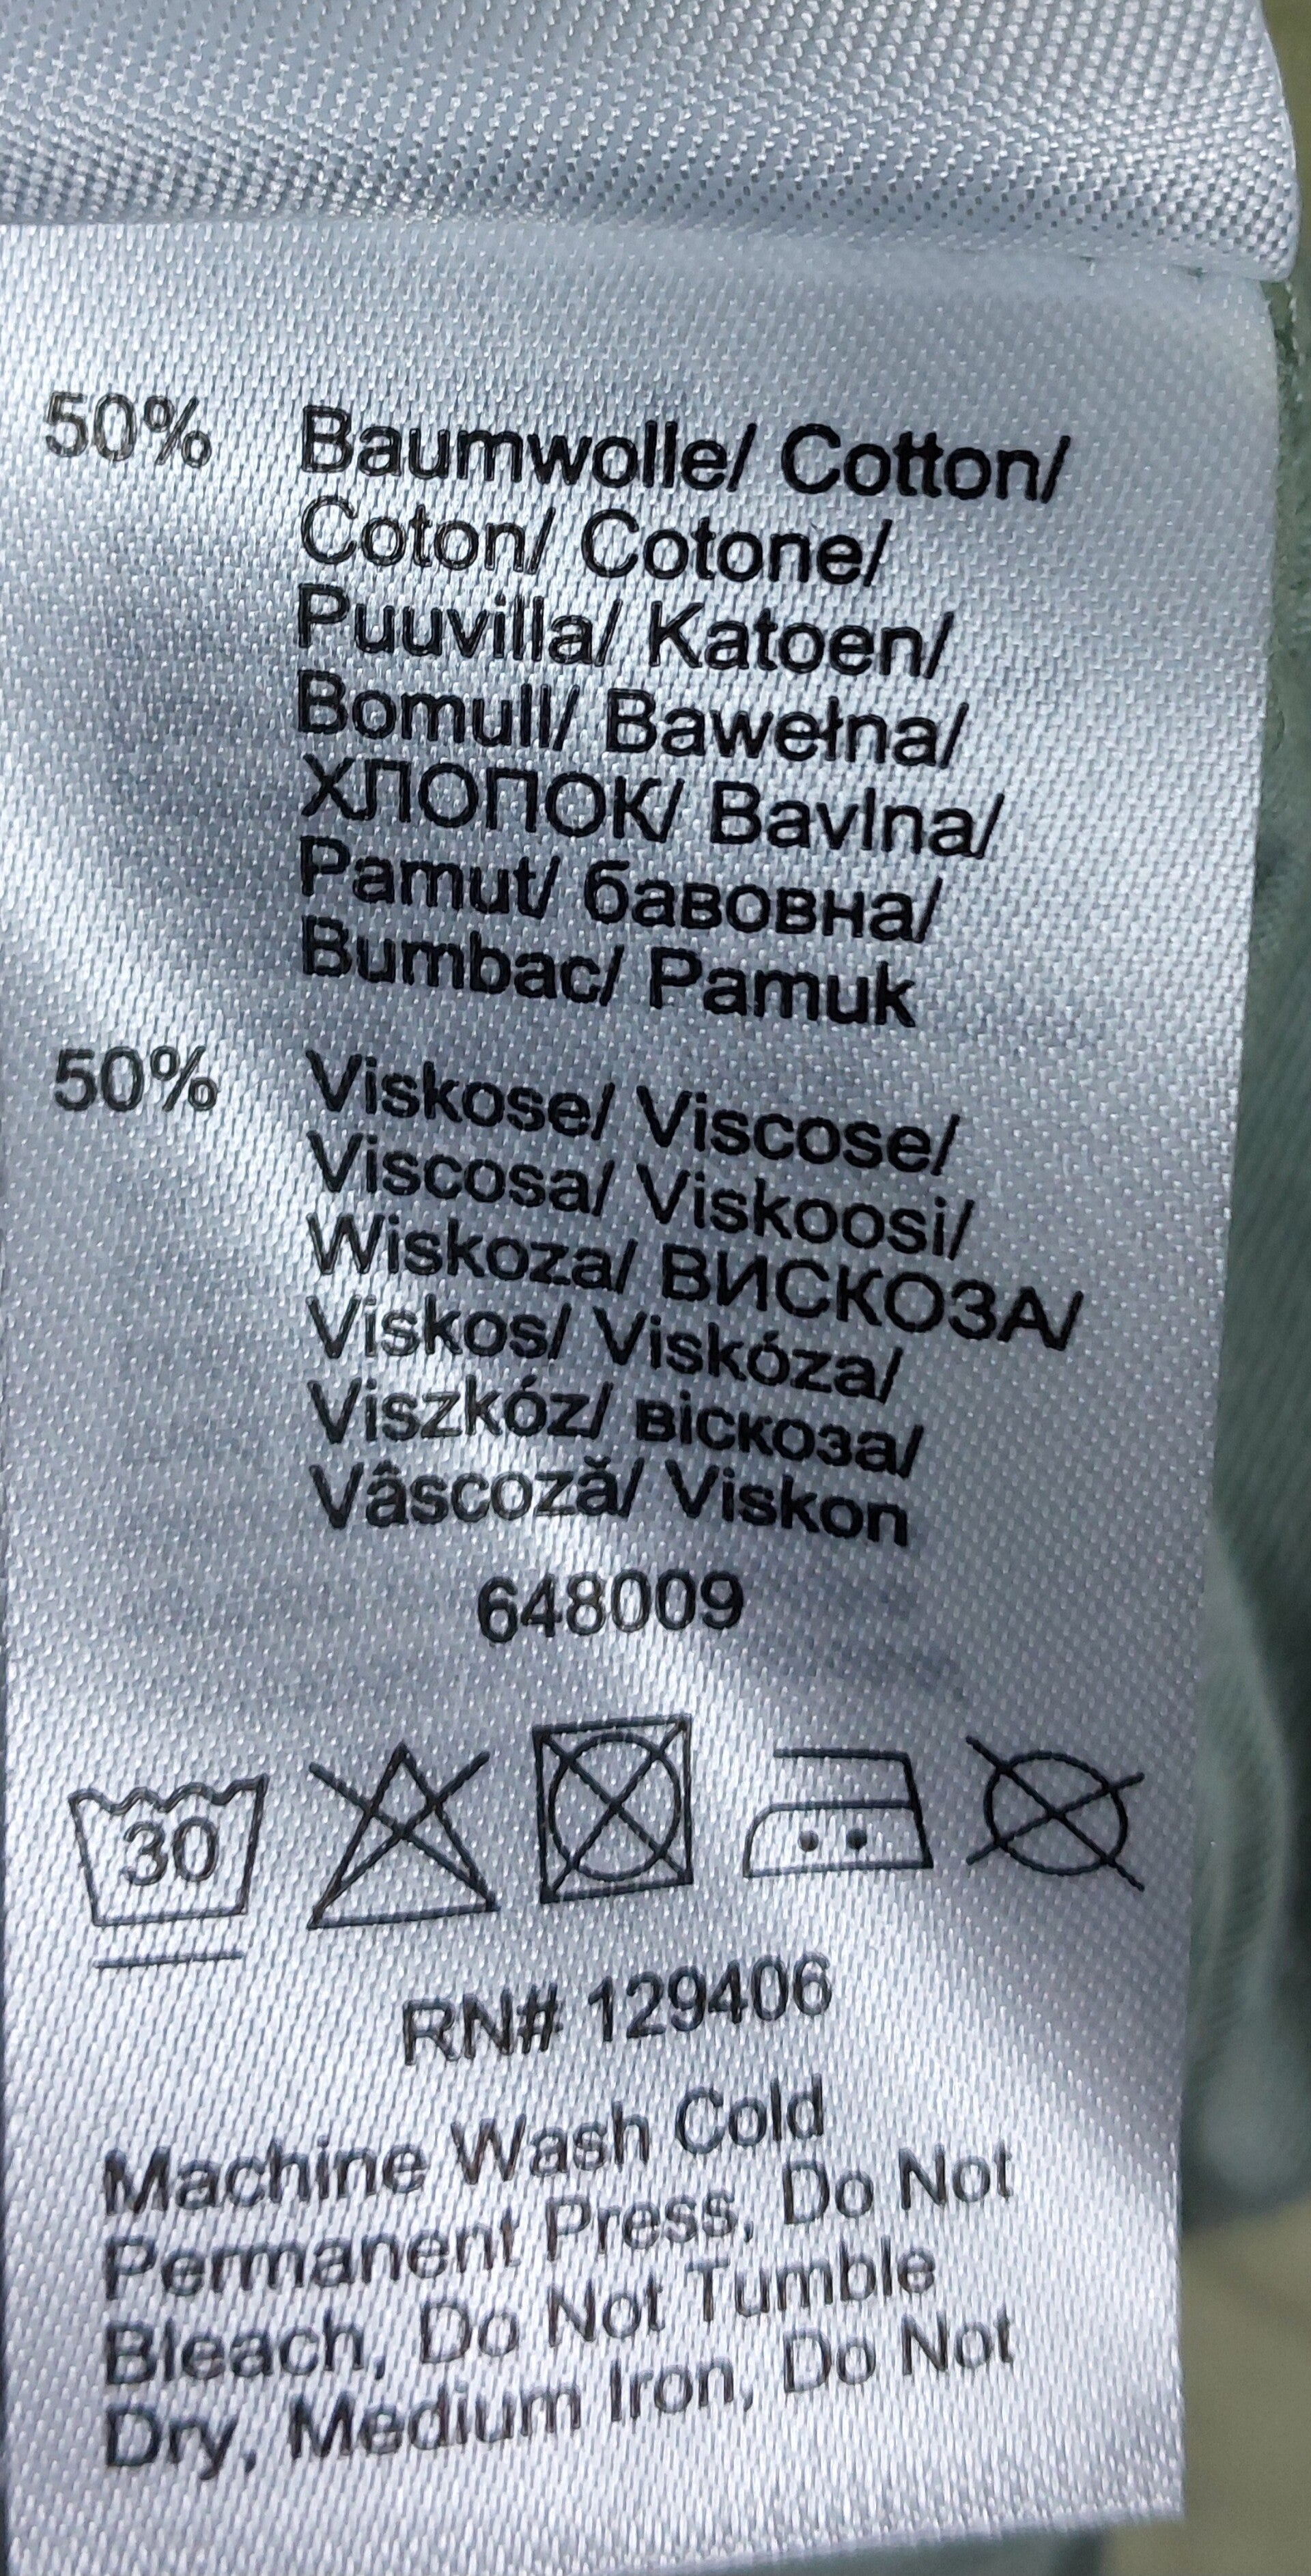 50% Baumwolle/ Cotton/
Coton/ Cotone/
Puuvilla/ Katoen/
Bomull/ Bawełna/
ХЛОПОК/ Bavlna/
Pamut/ бавовна/
Bumbac/ Pamuk
50% Viskose/ Viscose/
Viscosa/ Viskoosi/
Wiskoza/ ВИСКОЗА/
Viskos/ Viskóza/
Viszkóz/ віскоза/
Vâscoză/ Viskon
648009
30
RN# 129406
Machine Wash Cold
Permanent Press, Do Not
Bleach, Do Not Tumble
Dry, Medium Iron, Do Not